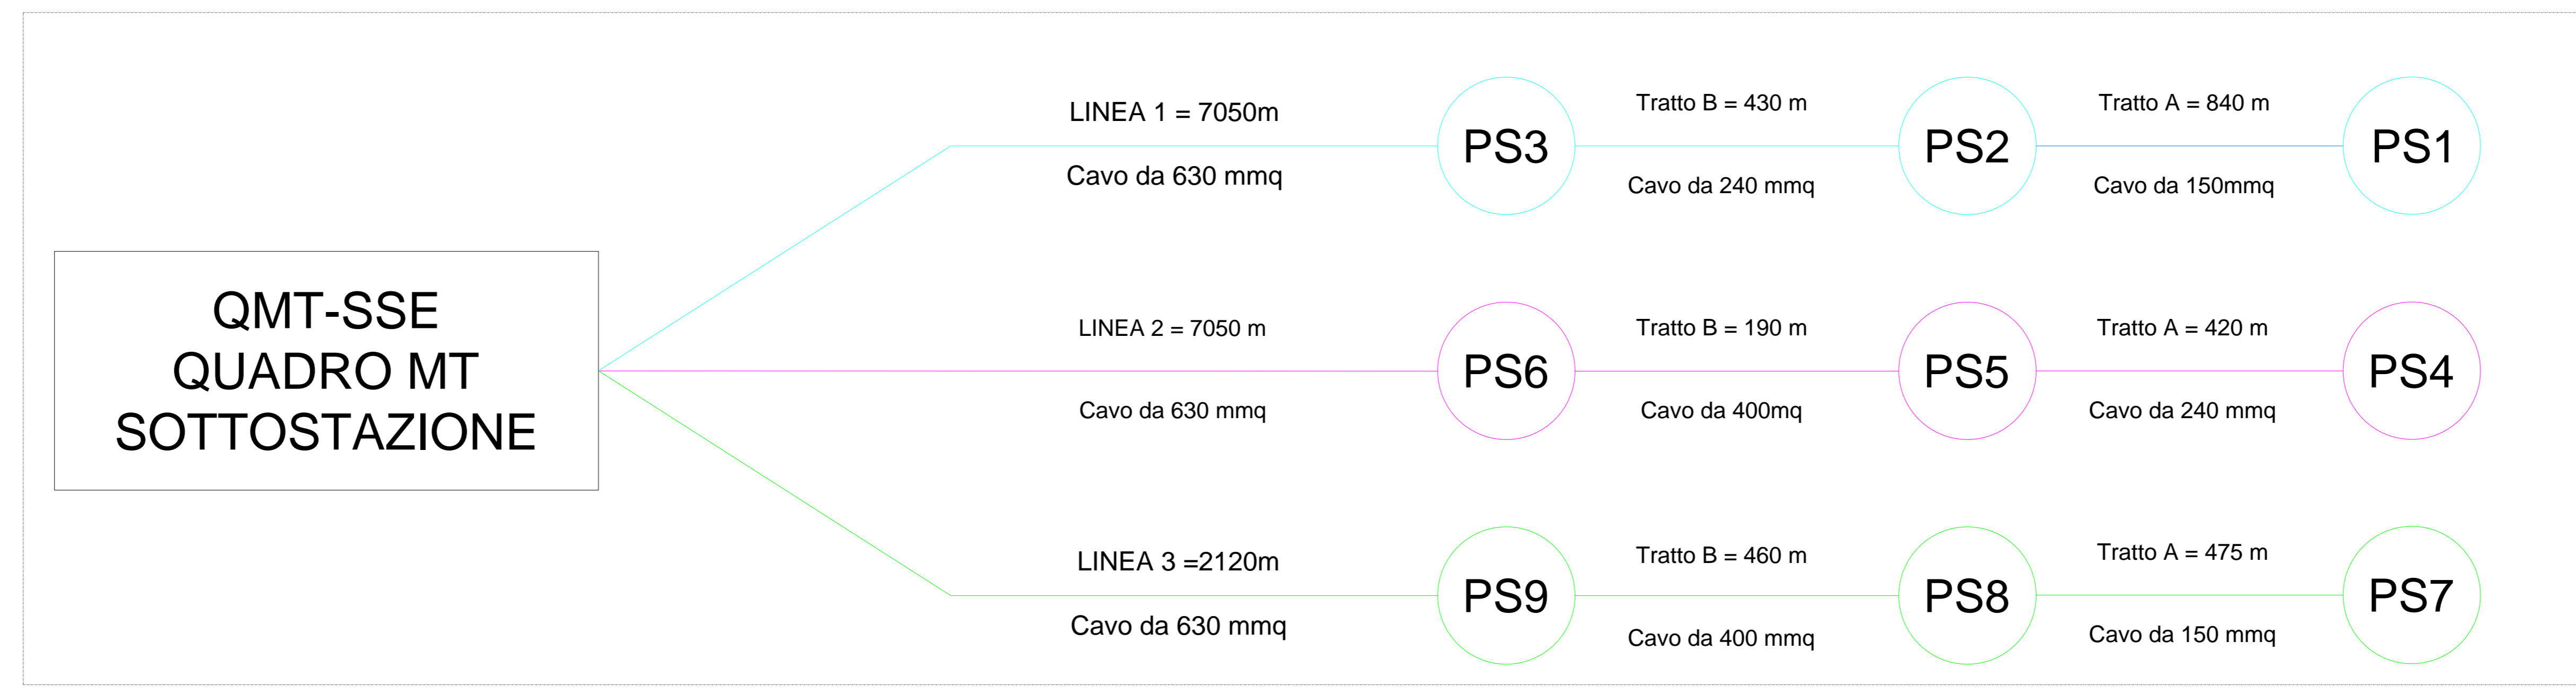 QMT-SSE
QUADRO MT
SOTTOSTAZIONE
LINEA 1 = 7050m
Cavo da 630 mmq
PS3
Tratto B = 430 m
Cavo da 240 mmq
PS2
Tratto A = 840 m
Cavo da 150mmq
PS1
LINEA 2 = 7050 m
Cavo da 630 mmq
PS6
Tratto B = 190 m
Cavo da 400mq
PS5
Tratto A = 420 m
Cavo da 240 mmq
PS4
LINEA 3 =2120m
Cavo da 630 mmq
PS9
Tratto B = 460 m
Cavo da 400 mmq
PS8
Tratto A = 475 m
Cavo da 150 mmq
PS7